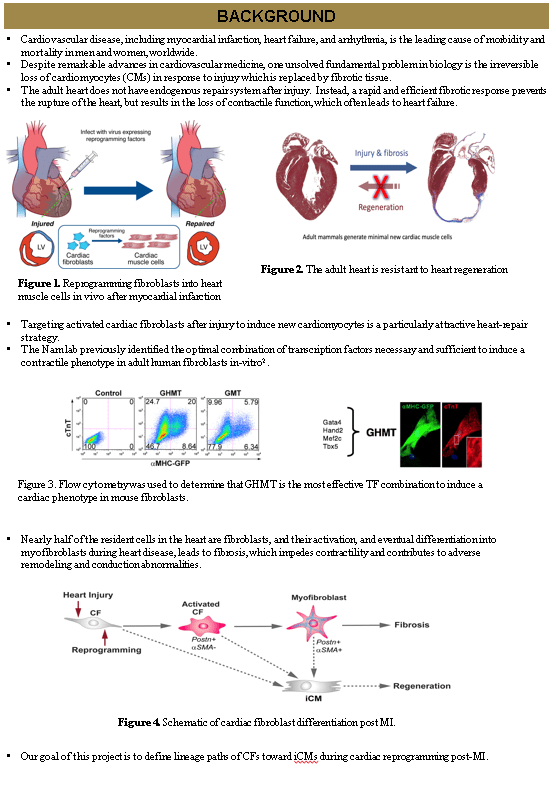 BACKGROUND
• Cardiovascular disease, including myocardial infarction, heart failure, and arrhythmia, is the leading cause of morbidity and
mortality in men and women, worldwide.
• Despite remarkable advances in cardiovascular medicine, one unsolved fundamental problem in biology is the irreversible
loss of cardiomyocytes (CMs) in response to injury which is replaced by fibrotic tissue.
• The adult heart does not have endogenous repair system after injury. Instead, a rapid and efficient fibrotic response prevents
the rupture of the heart, but results in the loss of contractile function, which often leads to heart failure.
Infect with virus expressing
reprogramming factors
Injured
Repaired
LV
Reprogramming
factors
Cardiac
fibroblasts
Cardiac
muscle cells
LV
Figure 1. Reprogramming fibroblasts into heart
muscle cells in vivo after myocardial infarction
Injury & fibrosis
X
Regeneration
Adult mammals generate minimal new cardiac muscle cells
Figure 2. The adult heart is resistant to heart regeneration
• Targeting activated cardiac fibroblasts after injury to induce new cardiomyocytes is a particularly attractive heart-repair
strategy.
• The Nam lab previously identified the optimal combination of transcription factors necessary and sufficient to induce a
contractile phenotype in adult human fibroblasts in-vitro².
Control
GHMT
GMT
cTnT
0 0
100 0
24.7 20
46.7 8.64
9.96 5.79
77.9 6.34
αMHC-GFP
Gata4
Hand2
Mef2c
Tbx5
GHMT
αMHC-GFP
cTnT
Figure 3. Flow cytometry was used to determine that GHMT is the most effective TF combination to induce a
cardiac phenotype in mouse fibroblasts.
• Nearly half of the resident cells in the heart are fibroblasts, and their activation, and eventual differentiation into
myofibroblasts during heart disease, leads to fibrosis, which impedes contractility and contributes to adverse
remodeling and conduction abnormalities.
Heart Injury
CF
Reprogramming
Activated
CF
Postn+
αSMA-
Myofibroblast
Postn+
αSMA+
Fibrosis
iCM
Regeneration
Figure 4. Schematic of cardiac fibroblast differentiation post MI.
• Our goal of this project is to define lineage paths of CFs toward iCMs during cardiac reprogramming post-MI.